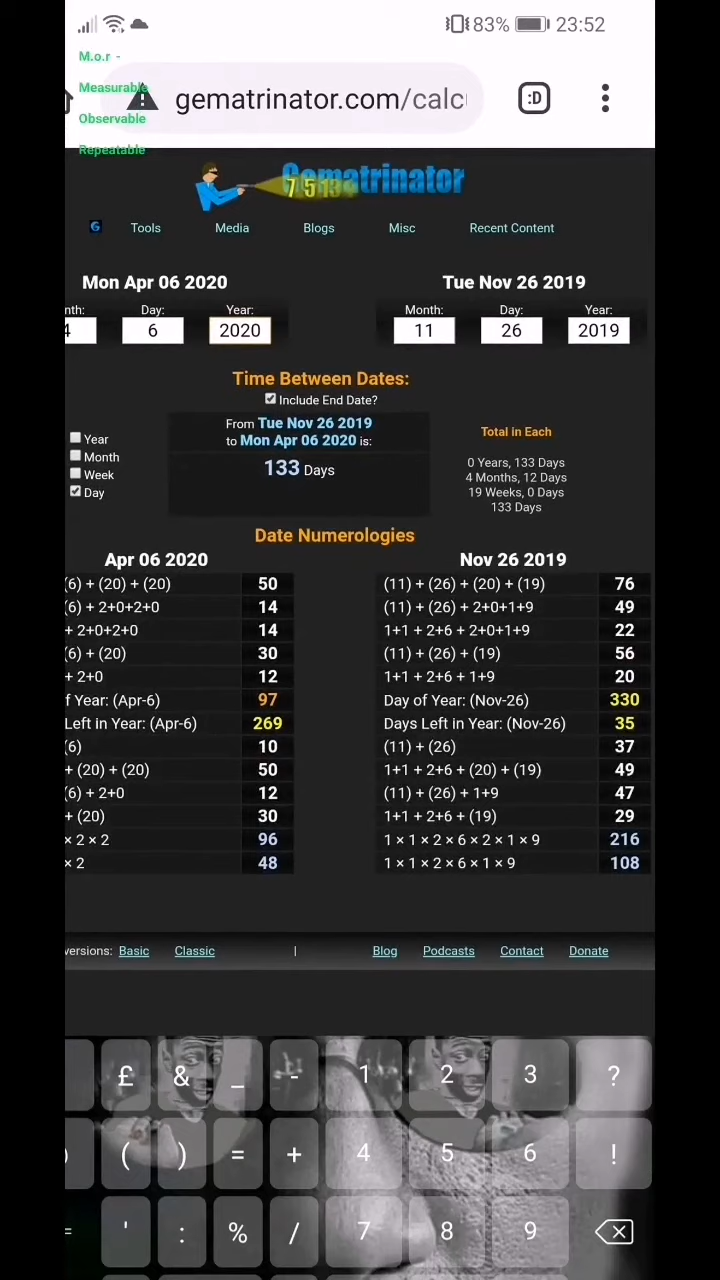 83% 23:52
M.o.r -
Measurable
Observable
Repeatable
gematrinator.com/calc
:D
Gematrinator
7 5 13
G Tools Media Blogs Misc Recent Content
Mon Apr 06 2020 Tue Nov 26 2019
nth: Day: Year: Month: Day: Year:
4 6 2020 11 26 2019
Time Between Dates:
Include End Date?
From Tue Nov 26 2019
to Mon Apr 06 2020 is:
133 Days
Year
Month
Week
Day
Total in Each
0 Years, 133 Days
4 Months, 12 Days
19 Weeks, 0 Days
133 Days
Date Numerologies
Apr 06 2020 Nov 26 2019
(6) + (20) + (20) 50 (11) + (26) + (20) + (19) 76
(6) + 2+0+2+0 14 (11) + (26) + 2+0+1+9 49
+ 2+0+2+0 14 1+1 + 2+6 + 2+0+1+9 22
(6) + (20) 30 (11) + (26) + (19) 56
+ 2+0 12 1+1 + 2+6 + 1+9 20
f Year: (Apr-6) 97 Day of Year: (Nov-26) 330
Left in Year: (Apr-6) 269 Days Left in Year: (Nov-26) 35
(6) 10 (11) + (26) 37
+ (20) + (20) 50 1+1 + 2+6 + (20) + (19) 49
(6) + 2+0 12 (11) + (26) + 1+9 47
+ (20) 30 1+1 + 2+6 + (19) 29
× 2 × 2 96 1 × 1 × 2 × 6 × 2 × 1 × 9 216
× 2 48 1 × 1 × 2 × 6 × 1 × 9 108
versions: Basic Classic | Blog Podcasts Contact Donate
£ & _ - 1 2 3 ?
) ( ) = + 4 5 6 !
= ' : % / 7 8 9